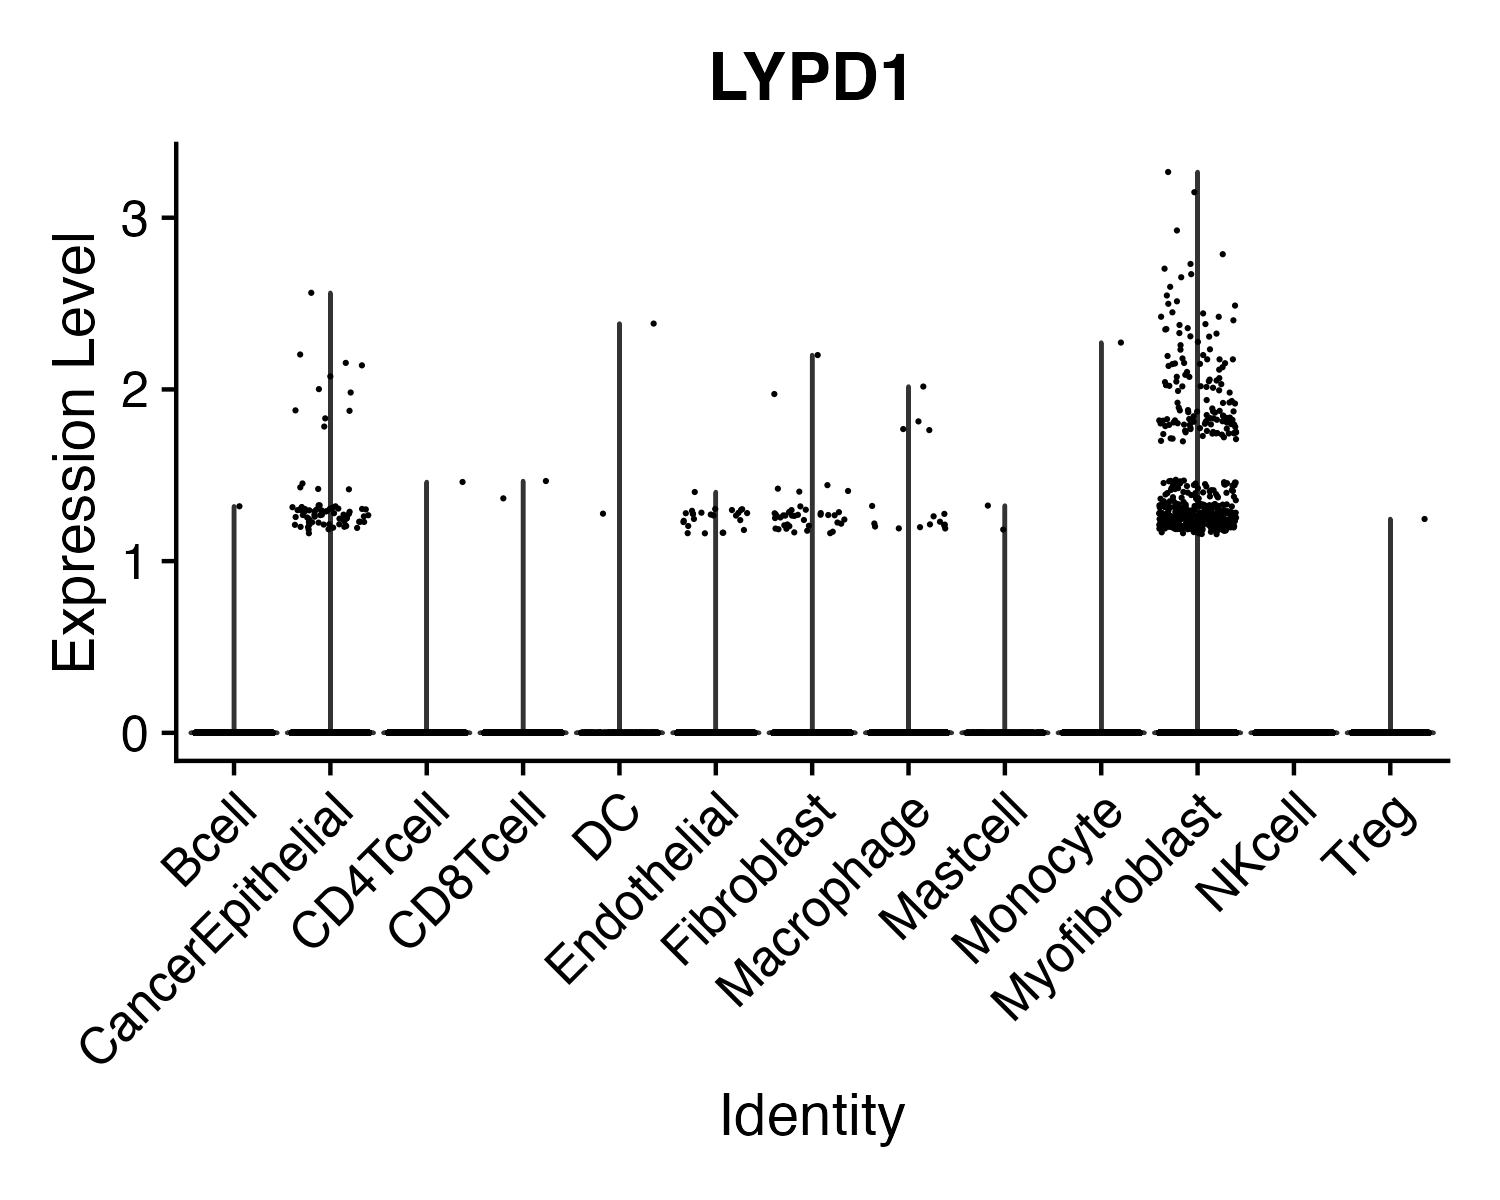 LYPD1
Expression Level
3
2
1
0
Bcell
CancerEpithelial
CD4Tcell
CD8Tcell
DC
Endothelial
Fibroblast
Macrophage
Mastcell
Monocyte
Myofibroblast
NKcell
Treg
Identity